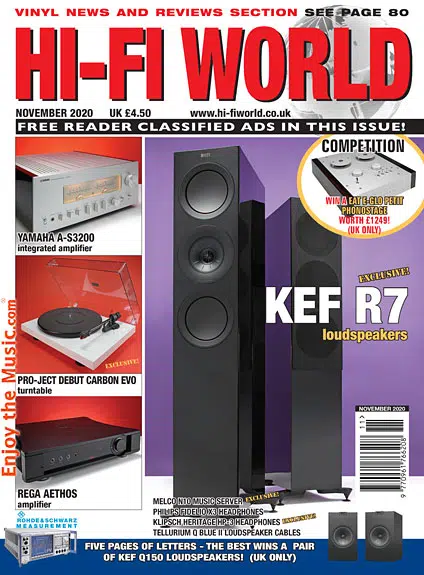 VINYL NEWS AND REVIEWS SECTION SEE PAGE 80
HI-FI WORLD
NOVEMBER 2020 UK £4.50 www.hi-fiworld.co.uk
FREE READER CLASSIFIED ADS IN THIS ISSUE!
COMPETITION
WIN A EAT E-GLO PETIT
PHONOSTAGE
WORTH £1249!
(UK ONLY)
YAMAHA A-S3200
integrated amplifier
EXCLUSIVE!
KEF R7
loudspeakers
KEF
EXCLUSIVE!
PRO-JECT DEBUT CARBON EVO
turntable
Enjoy the Music.com®
REGA AETHOS
amplifier
NOVEMBER 2020
11
9 770961766208
MELCO N10 MUSIC SERVER EXCLUSIVE!
PHILIPS FIDELIO X3 HEADPHONES
KLIPSCH HERITAGE HP-3 HEADPHONES EXCLUSIVE!
TELLURIUM Q BLUE II LOUDSPEAKER CABLES
ROHDE&SCHWARZ
MEASUREMENT
FIVE PAGES OF LETTERS - THE BEST WINS A PAIR
OF KEF Q150 LOUDSPEAKERS! (UK ONLY)